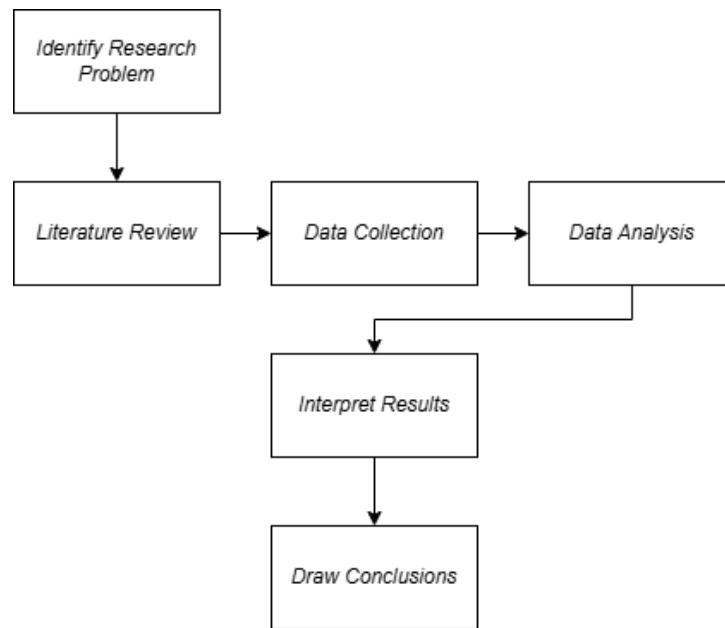 Identify Research
Problem
Literature Review
Data Collection
Data Analysis
Interpret Results
Draw Conclusions